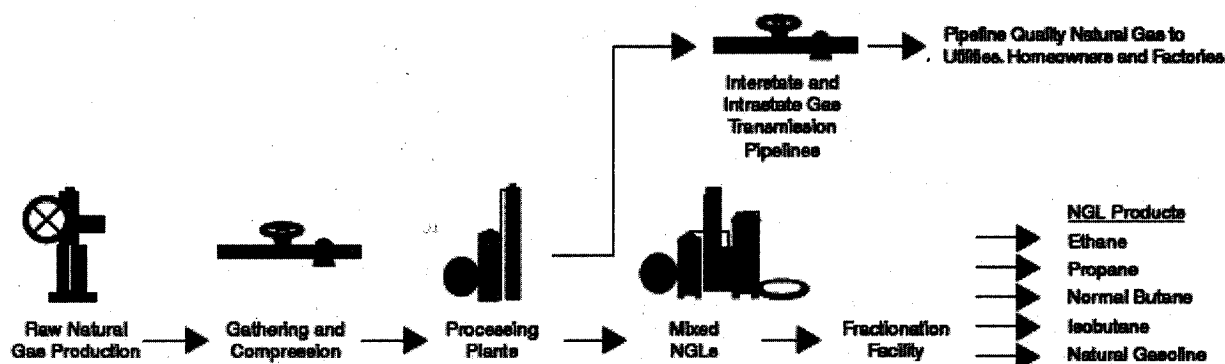 Pipeline Quality Natural Gas to
Utilities, Homeowners and Factories
Interstate and
Intrastate Gas
Transmission
Pipelines
Raw Natural
Gas Production
Gathering and
Compression
Processing
Plants
Mixed
NGLs
Fractionation
Facility
NGL Products
Ethane
Propane
Normal Butane
Isobutane
Natural Gasoline